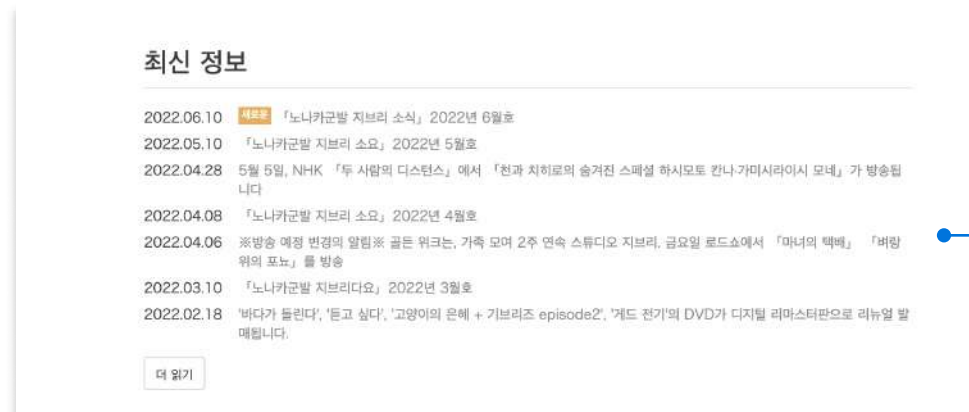 최신 정보
2022.06.10 새로운 「노나카군발 지브리 소식」 2022년 6월호
2022.05.10 「노나카군발 지브리 소요」 2022년 5월호
2022.04.28 5월 5일, NHK 「두 사람의 디스턴스」에서 「천과 치히로의 숨겨진 스페셜 하시모토 칸나·가미시라이시 모네」가 방송됩
니다
2022.04.08 「노나카군발 지브리 소요」 2022년 4월호
2022.04.06 ※방송 예정 변경의 알림※ 골든 위크는, 가족 모여 2주 연속 스튜디오 지브리. 금요일 로드쇼에서 「마녀의 택배」 「벼랑
위의 포뇨」를 방송
2022.03.10 「노나카군발 지브리다요」 2022년 3월호
2022.02.18 '바다가 들린다', '듣고 싶다', '고양이의 은혜 + 기브리즈 episode2', '게드 전기'의 DVD가 디지털 리마스터판으로 리뉴얼 발
매됩니다.
더 읽기